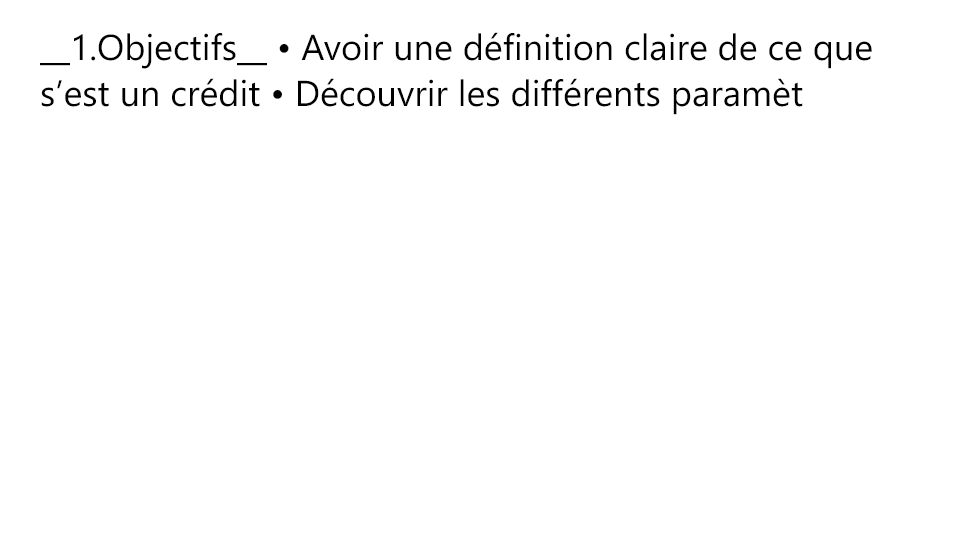 __1.Objectifs__ • Avoir une définition claire de ce que
s’est un crédit • Découvrir les différents paramèt